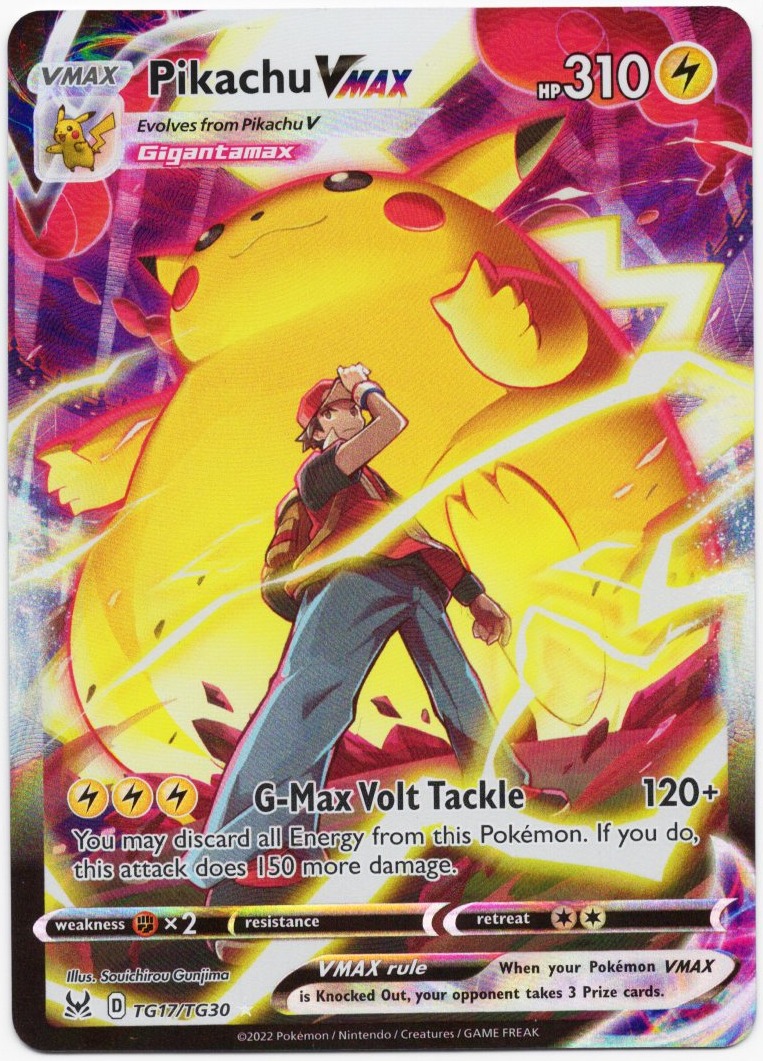 VMAX
Pikachu VMAX
HP 310
Evolves from Pikachu V
Gigantamax
G-Max Volt Tackle 120+
You may discard all Energy from this Pokémon. If you do,
this attack does 150 more damage.
weakness ×2 resistance retreat
Illus. Souichirou Gunjima
VMAX rule When your Pokémon VMAX
is Knocked Out, your opponent takes 3 Prize cards.
D TG17/TG30
©2022 Pokémon / Nintendo / Creatures / GAME FREAK